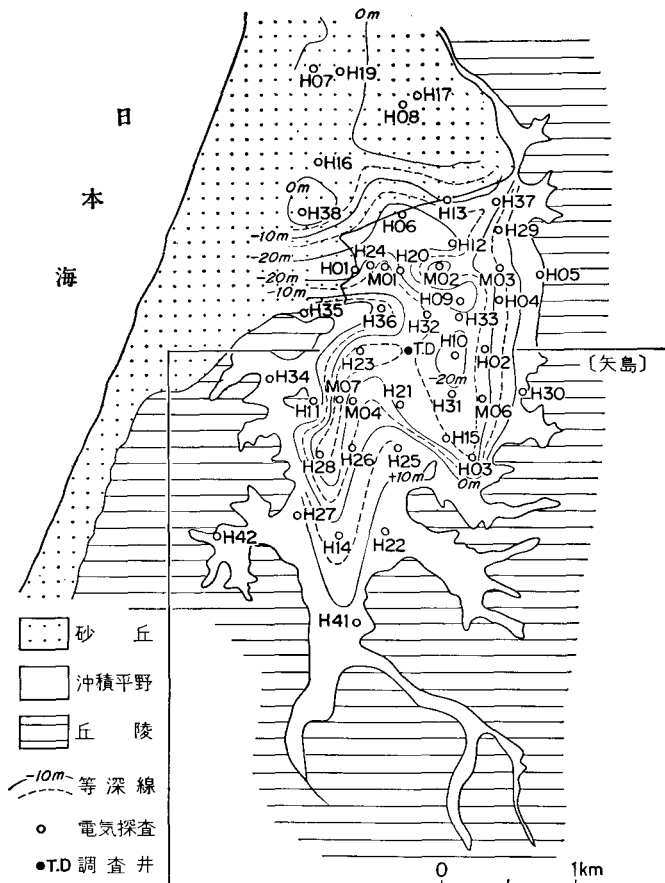 0m
H07
H19
H17
H08
日本海
H16
0m
H38
H13
H37
H06
H29
-10m
H12
-20m
H24
H20
H01
M01
M02
M03
H05
-20m
-10m
H09
H04
H35
H36
H32
H33
H10
H23
T.D
H02
〔矢島〕
H34
-20m
M07
H21
H31
H30
H11
M04
M06
H15
H28
H26
H25
H03
+10m
0m
H27
H42
H14
H22
H41
砂丘
沖積平野
丘陵
-10m 等深線
電気探査
T.D 調査井
0 1km